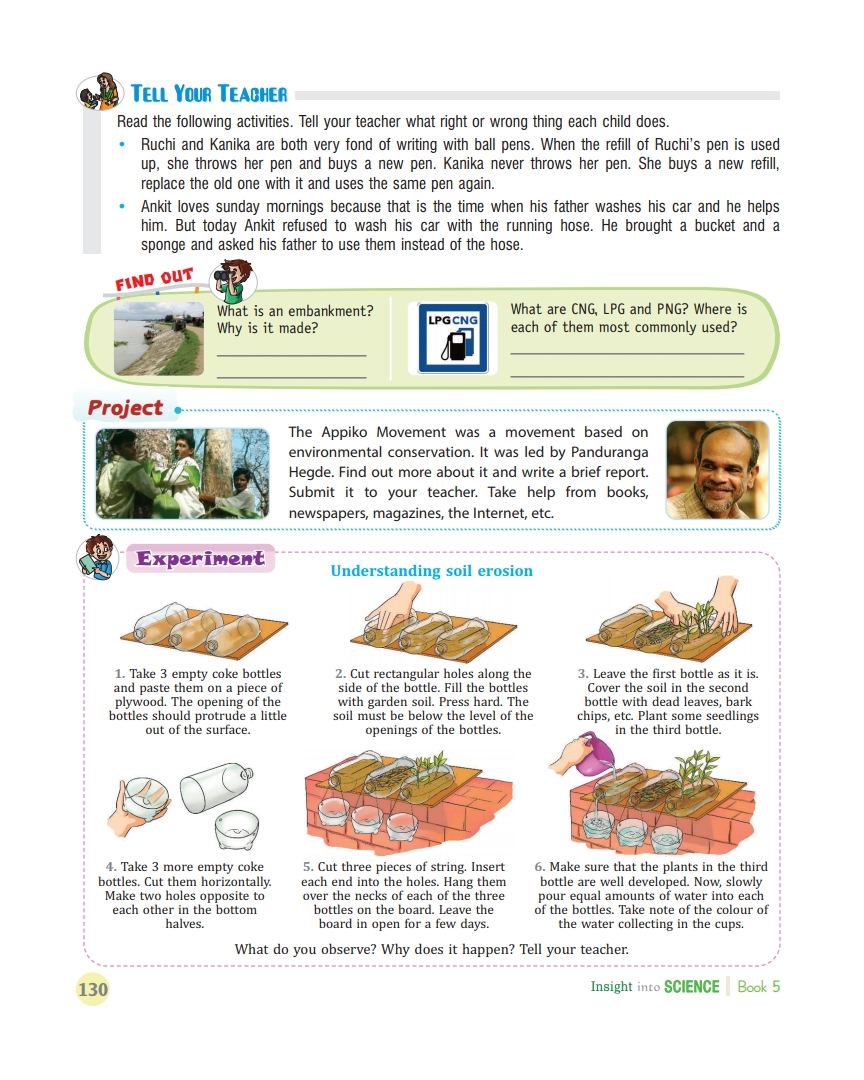 TELL YOUR TEACHER
Read the following activities. Tell your teacher what right or wrong thing each child does.
• Ruchi and Kanika are both very fond of writing with ball pens. When the refill of Ruchi's pen is used
up, she throws her pen and buys a new pen. Kanika never throws her pen. She buys a new refill,
replace the old one with it and uses the same pen again.
• Ankit loves sunday mornings because that is the time when his father washes his car and he helps
him. But today Ankit refused to wash his car with the running hose. He brought a bucket and a
sponge and asked his father to use them instead of the hose.
FIND OUT
What is an embankment?
Why is it made?
LPG CNG
What are CNG, LPG and PNG? Where is
each of them most commonly used?
Project
The Appiko Movement was a movement based on
environmental conservation. It was led by Panduranga
Hegde. Find out more about it and write a brief report.
Submit it to your teacher. Take help from books,
newspapers, magazines, the Internet, etc.
Experiment
Understanding soil erosion
1. Take 3 empty coke bottles
and paste them on a piece of
plywood. The opening of the
bottles should protrude a little
out of the surface.
2. Cut rectangular holes along the
side of the bottle. Fill the bottles
with garden soil. Press hard. The
soil must be below the level of the
openings of the bottles.
3. Leave the first bottle as it is.
Cover the soil in the second
bottle with dead leaves, bark
chips, etc. Plant some seedlings
in the third bottle.
4. Take 3 more empty coke
bottles. Cut them horizontally.
Make two holes opposite to
each other in the bottom
halves.
5. Cut three pieces of string. Insert
each end into the holes. Hang them
over the necks of each of the three
bottles on the board. Leave the
board in open for a few days.
6. Make sure that the plants in the third
bottle are well developed. Now, slowly
pour equal amounts of water into each
of the bottles. Take note of the colour of
the water collecting in the cups.
What do you observe? Why does it happen? Tell your teacher.
130
Insight into SCIENCE Book 5